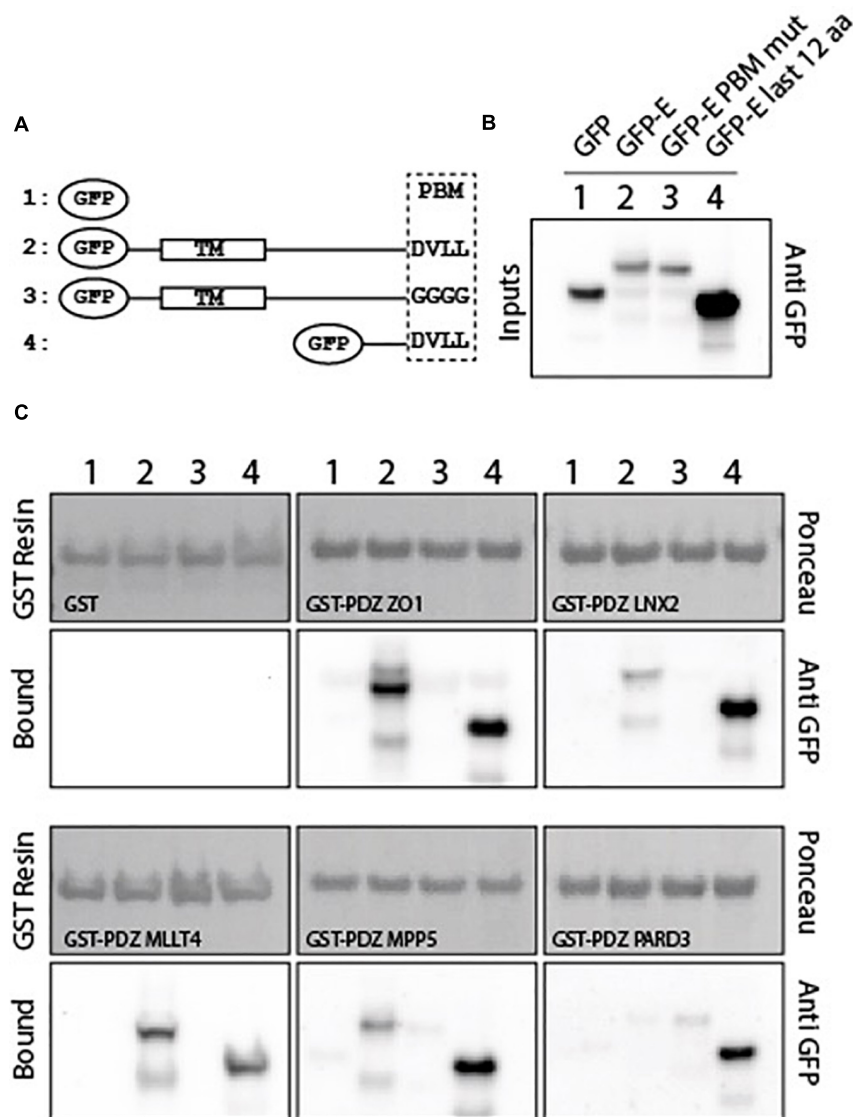 A
1: GFP PBM
2: GFP TM DVLL
3: GFP TM GGGG
4: GFP DVLL
B
GFP
GFP-E
GFP-E PBM mut
GFP-E last 12 aa
1 2 3 4
Inputs
Anti GFP
C
1 2 3 4 1 2 3 4 1 2 3 4
GST Resin
GST
GST-PDZ ZO1
GST-PDZ LNX2
Ponceau
Bound
Anti GFP
GST Resin
GST-PDZ MLLT4
GST-PDZ MPP5
GST-PDZ PARD3
Ponceau
Bound
Anti GFP